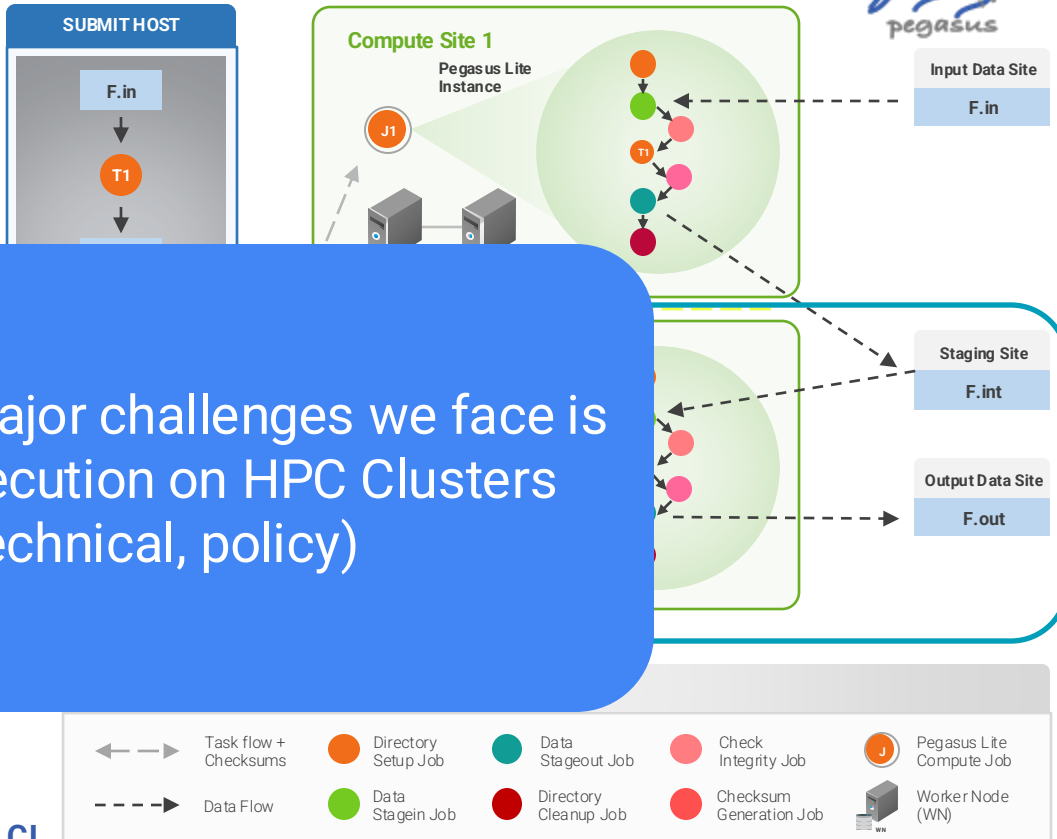 SUBMIT HOST
F.in
T1
Compute Site 1
Pegasus Lite
Instance
J1
T1
pegasus
Input Data Site
F.in
Staging Site
F.int
Output Data Site
F.out
ajor challenges we face is
ecution on HPC Clusters
echnical, policy)
Task flow +
Checksums
Directory
Setup Job
Data
Stageout Job
Check
Integrity Job
J
Pegasus Lite
Compute Job
Data Flow
Data
Stagein Job
Directory
Cleanup Job
Checksum
Generation Job
WN
Worker Node
(WN)
CI